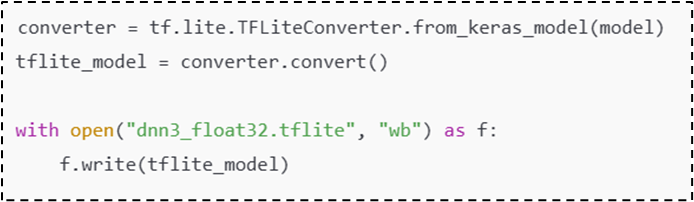 converter = tf.lite.TFLiteConverter.from_keras_model(model)
tflite_model = converter.convert()
with open("dnn3_float32.tflite", "wb") as f:
    f.write(tflite_model)